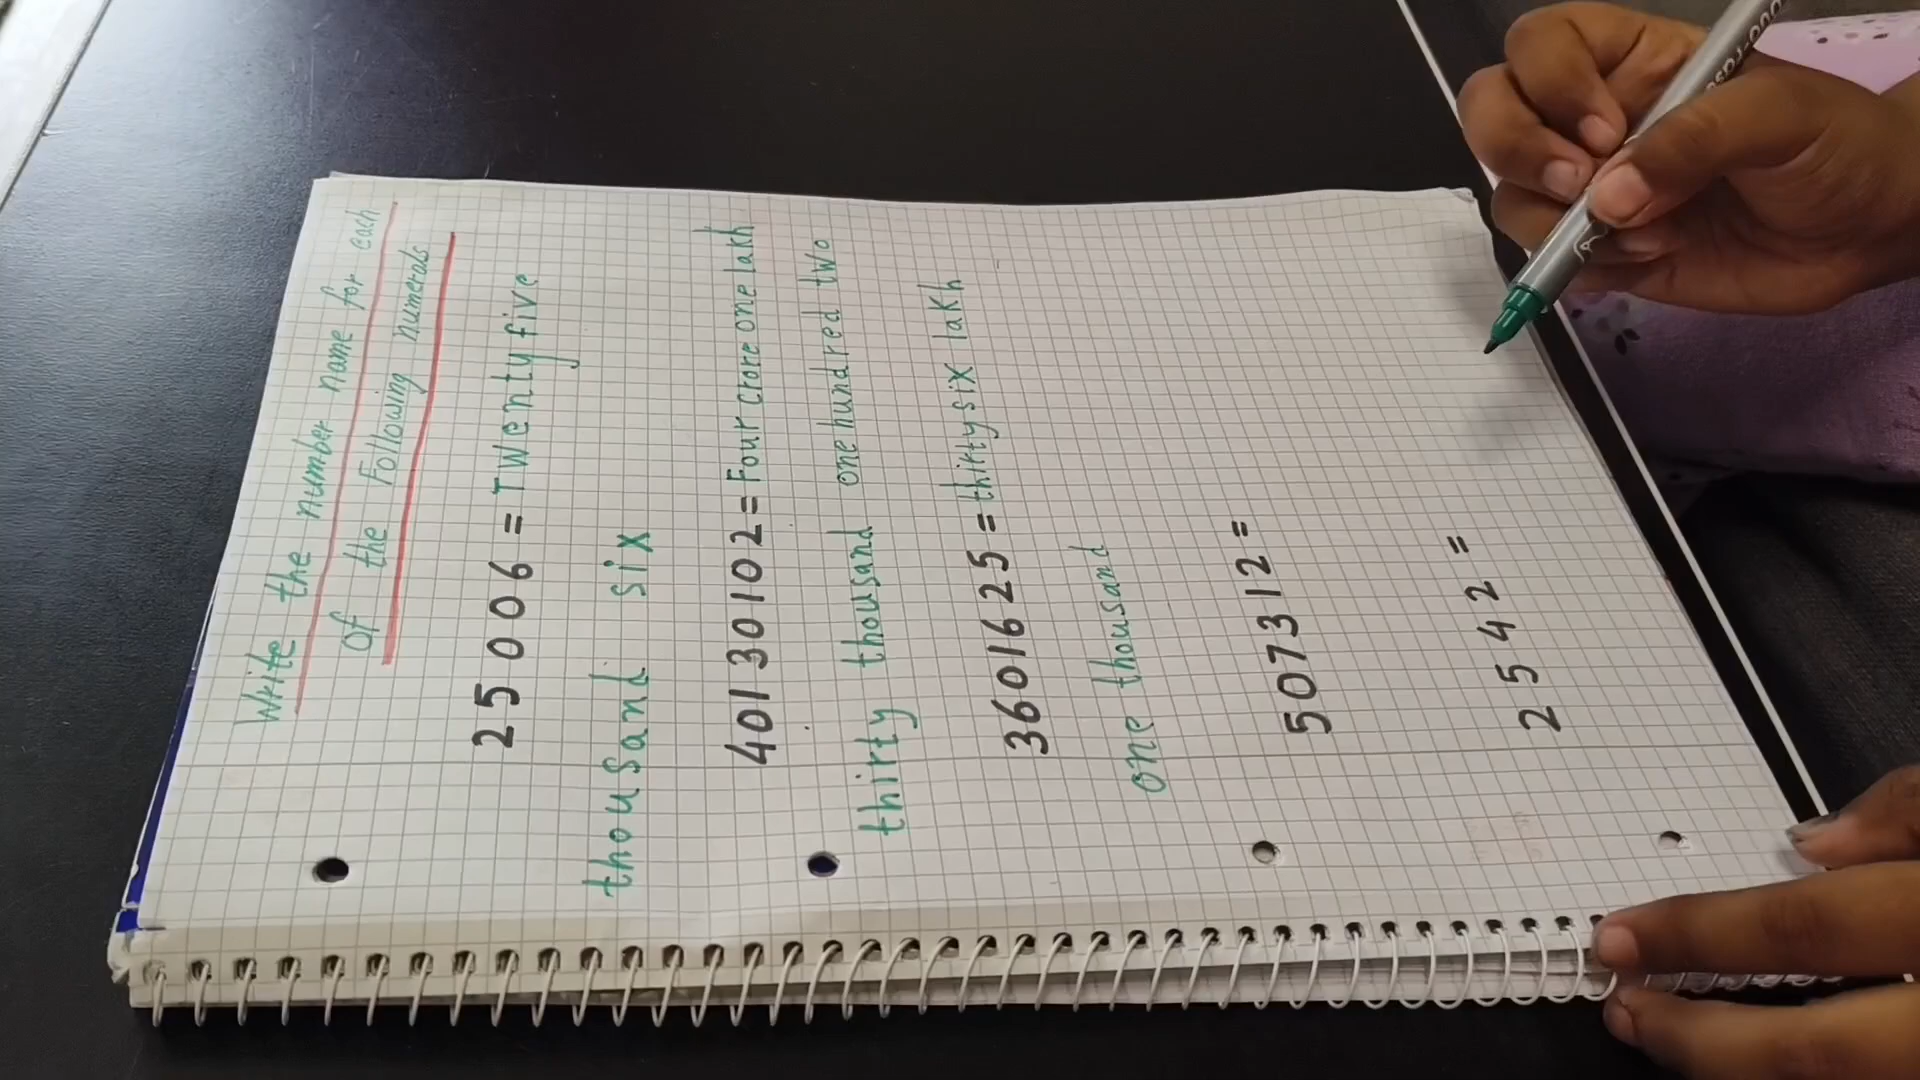 Write the number name for each
of the Following numerals
25006 = Twenty five
thousand six
40130102 = Four crore one lakh
thirty thousand one hundred two
3601625 = thirty six lakh
one thousand
507312 =
25542 =